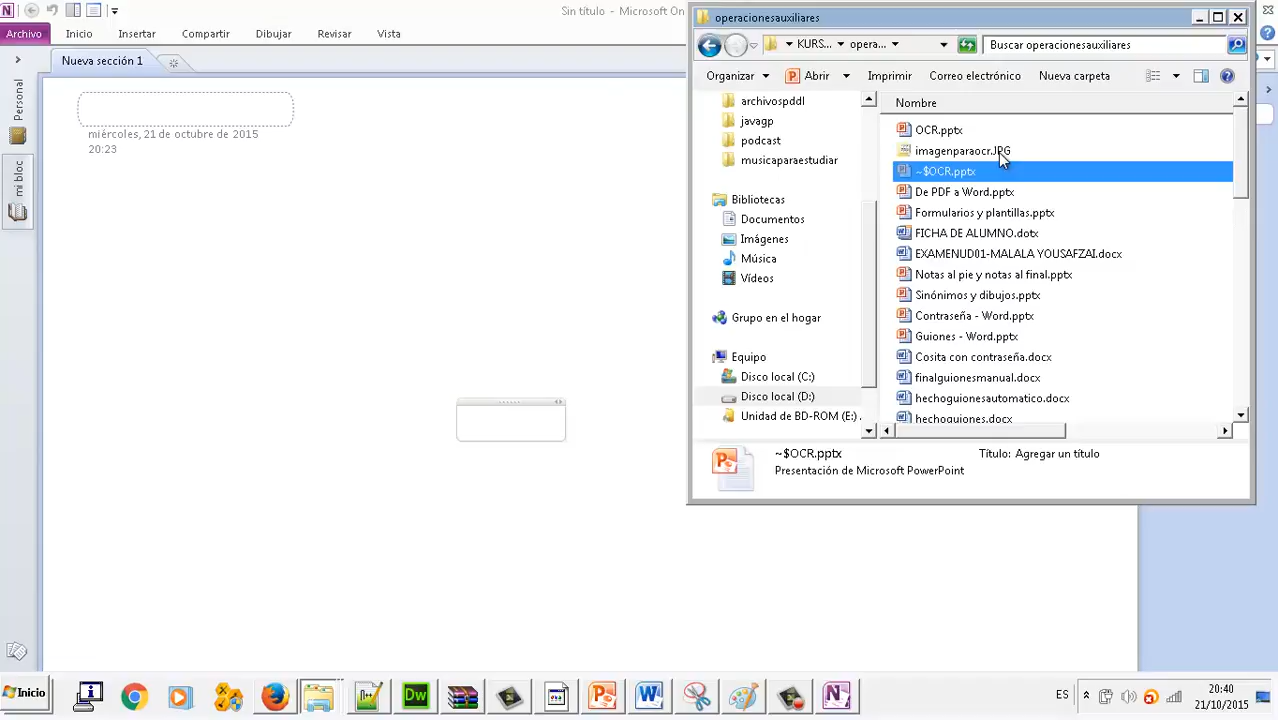 Sin título - Microsoft On
Archivo
Inicio
Insertar
Compartir
Dibujar
Revisar
Vista
Nueva sección 1
Personal
mi bloc
miércoles, 21 de octubre de 2015
20:23
operacionesauxiliares
KURS...
opera...
Buscar operacionesauxiliares
Organizar
Abrir
Imprimir
Correo electrónico
Nueva carpeta
archivospddl
javagp
podcast
musicaparaestudiar
Bibliotecas
Documentos
Imágenes
Música
Vídeos
Grupo en el hogar
Equipo
Disco local (C:)
Disco local (D:)
Unidad de BD-ROM (E:)
Nombre
OCR.pptx
imagenparaocr.JPG
~$OCR.pptx
De PDF a Word.pptx
Formularios y plantillas.pptx
FICHA DE ALUMNO.dotx
EXAMENUD01-MALALA YOUSAFZAI.docx
Notas al pie y notas al final.pptx
Sinónimos y dibujos.pptx
Contraseña - Word.pptx
Guiones - Word.pptx
Cosita con contraseña.docx
finalguionesmanual.docx
hechoguionesautomatico.docx
hechoguiones.docx
~$OCR.pptx
Título: Agregar un título
Presentación de Microsoft PowerPoint
Inicio
ES
20:40
21/10/2015